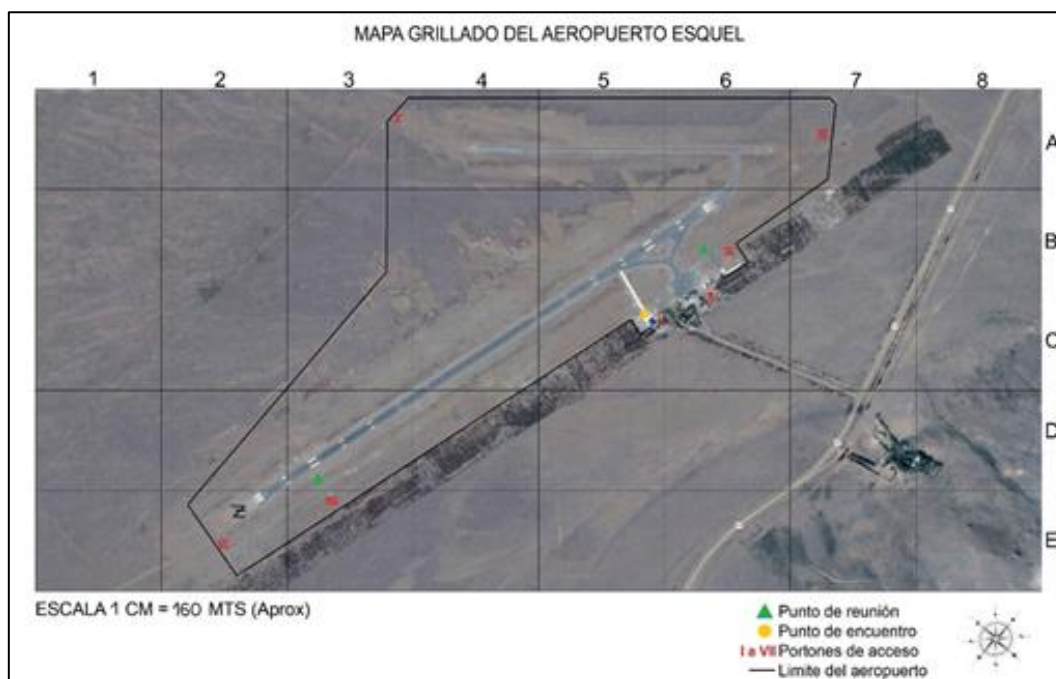 MAPA GRILLADO DEL AEROPUERTO ESQUEL
1 2 3 4 5 6 7 8
A
B
C
D
E
ESCALA 1 CM = 160 MTS (Aprox)
Punto de reunión
Punto de encuentro
I a VII Portones de acceso
Limite del aeropuerto